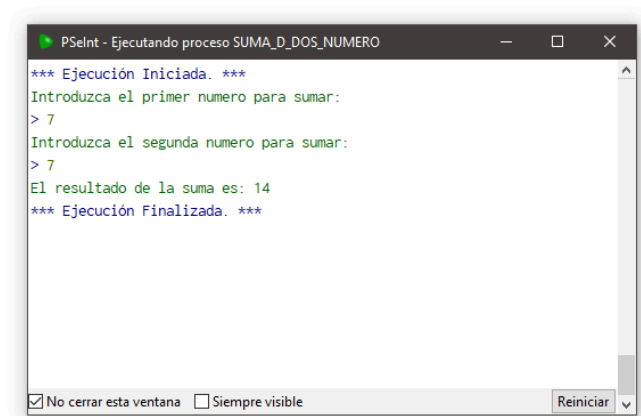 PSeInt - Ejecutando proceso SUMA_D_DOS_NUMERO
*** Ejecución Iniciada. ***
Introduzca el primer numero para sumar:
> 7
Introduzca el segunda numero para sumar:
> 7
El resultado de la suma es: 14
*** Ejecución Finalizada. ***
No cerrar esta ventana Siempre visible Reiniciar